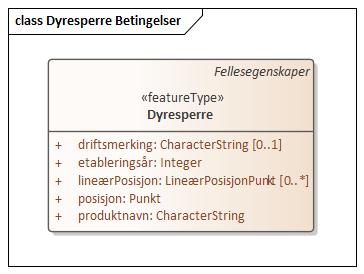 class Dyresperre Betingelser
Fellesegenskaper
«featureType»
Dyresperre
+ driftsmerking: CharacterString [0..1]
+ etableringsår: Integer
+ lineærPosisjon: LineærPosisjonPunkt [0..*]
+ posisjon: Punkt
+ produktnavn: CharacterString